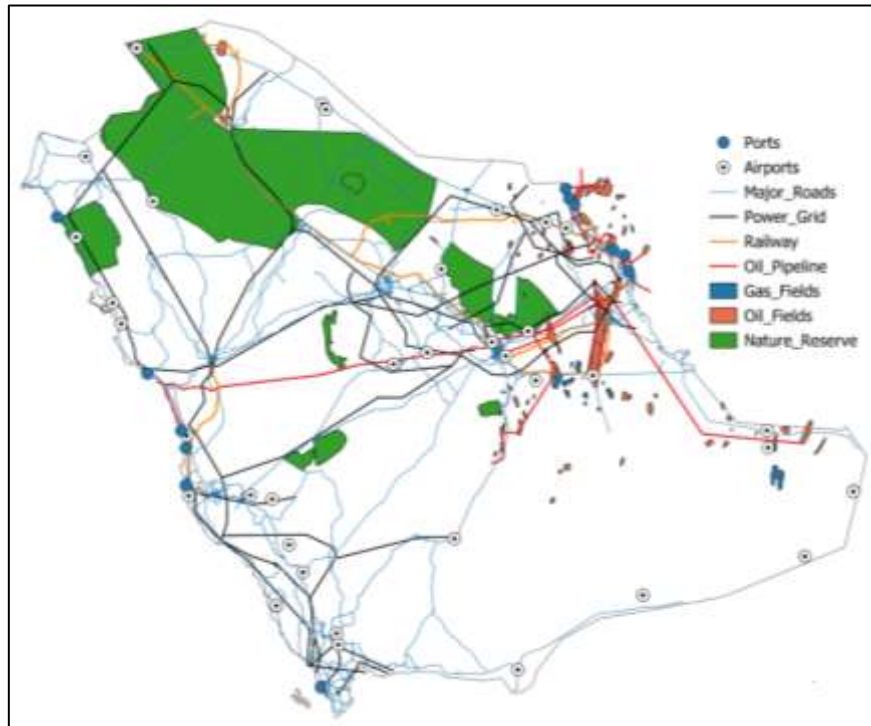 Ports
Airports
Major_Roads
Power_Grid
Railway
Oil_Pipeline
Gas_Fields
Oil_Fields
Nature_Reserve